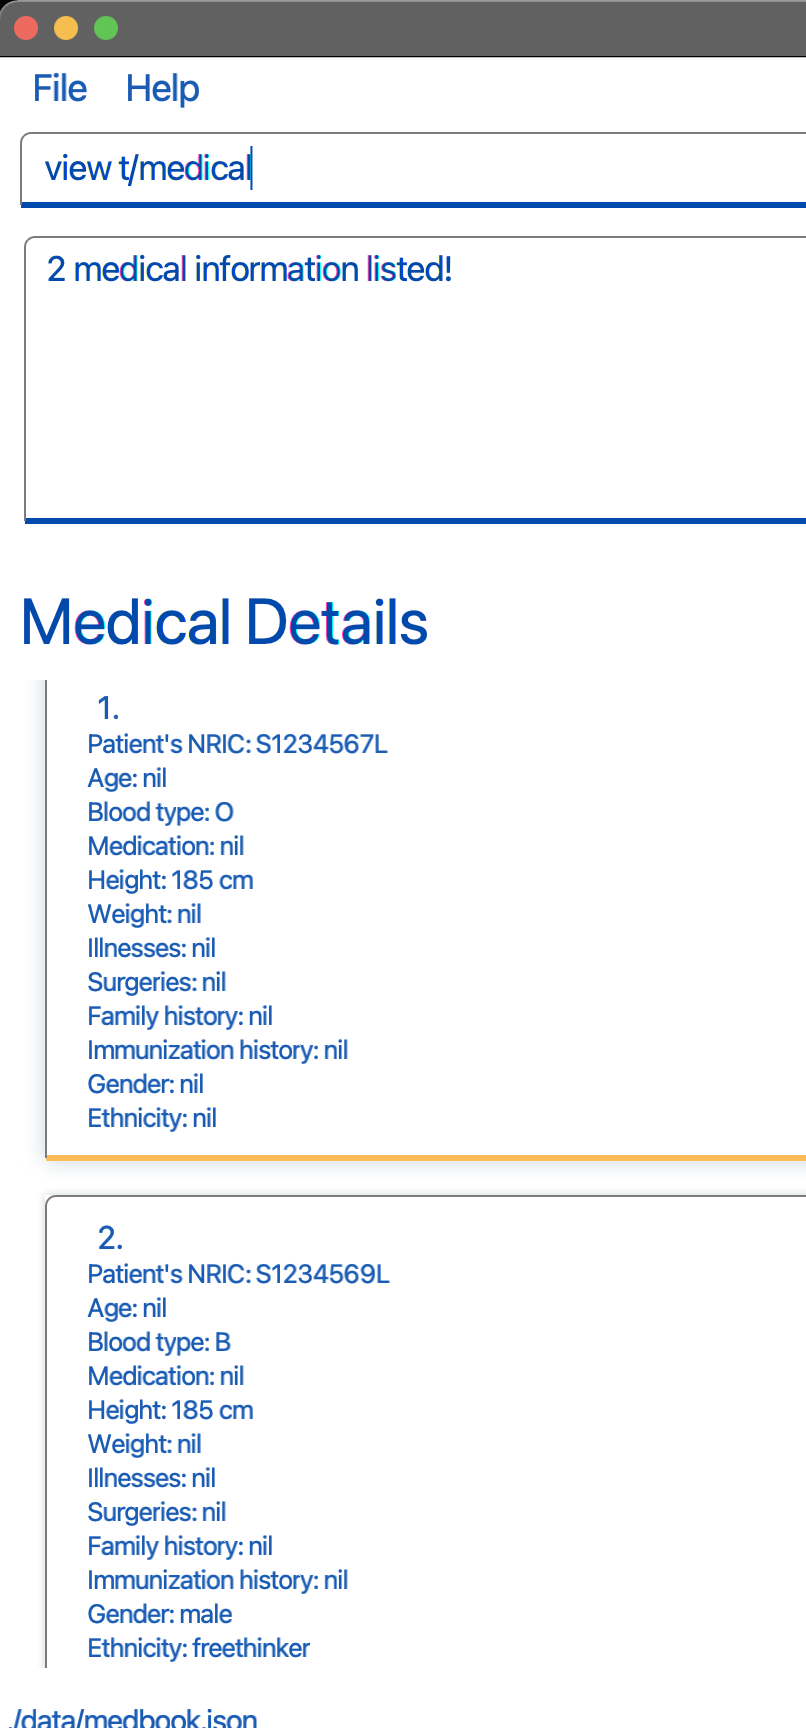 File Help
view t/medical
2 medical information listed!
Medical Details
1.
Patient's NRIC: S1234567L
Age: nil
Blood type: O
Medication: nil
Height: 185 cm
Weight: nil
Illnesses: nil
Surgeries: nil
Family history: nil
Immunization history: nil
Gender: nil
Ethnicity: nil
2.
Patient's NRIC: S1234569L
Age: nil
Blood type: B
Medication: nil
Height: 185 cm
Weight: nil
Illnesses: nil
Surgeries: nil
Family history: nil
Immunization history: nil
Gender: male
Ethnicity: freethinker
./data/medbook.json